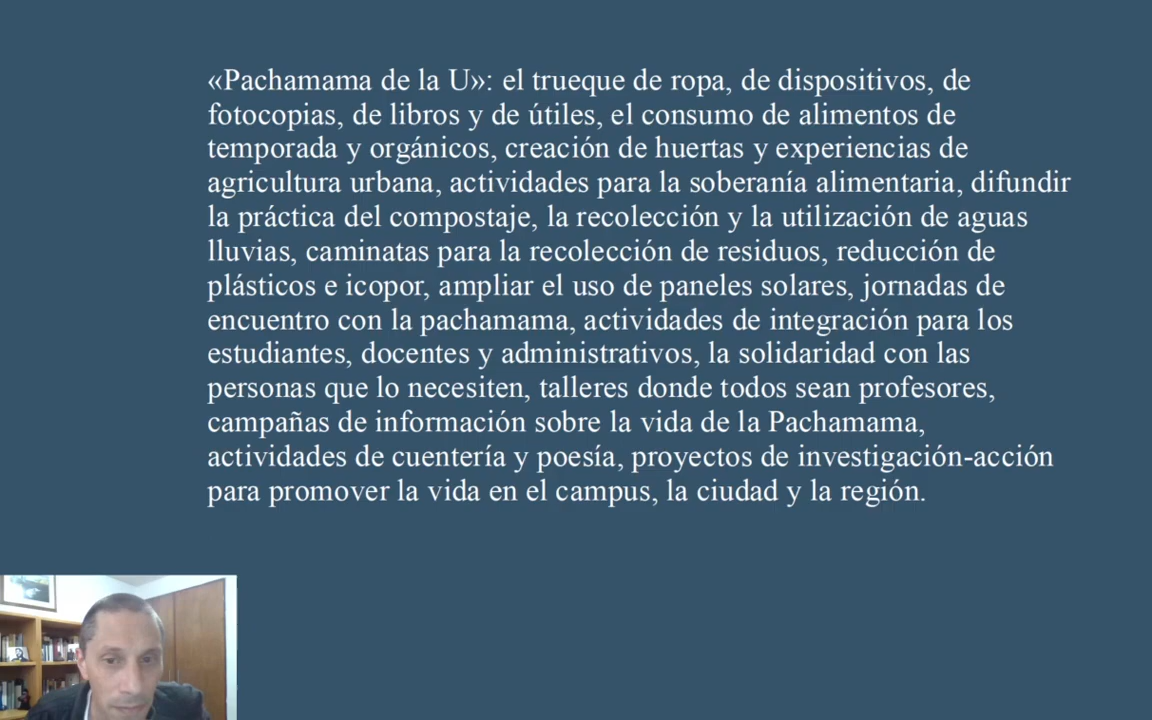 «Pachamama de la U»: el trueque de ropa, de dispositivos, de
fotocopias, de libros y de útiles, el consumo de alimentos de
temporada y orgánicos, creación de huertas y experiencias de
agricultura urbana, actividades para la soberanía alimentaria, difundir
la práctica del compostaje, la recolección y la utilización de aguas
lluvias, caminatas para la recolección de residuos, reducción de
plásticos e icopor, ampliar el uso de paneles solares, jornadas de
encuentro con la pachamama, actividades de integración para los
estudiantes, docentes y administrativos, la solidaridad con las
personas que lo necesiten, talleres donde todos sean profesores,
campañas de información sobre la vida de la Pachamama,
actividades de cuentería y poesía, proyectos de investigación-acción
para promover la vida en el campus, la ciudad y la región.